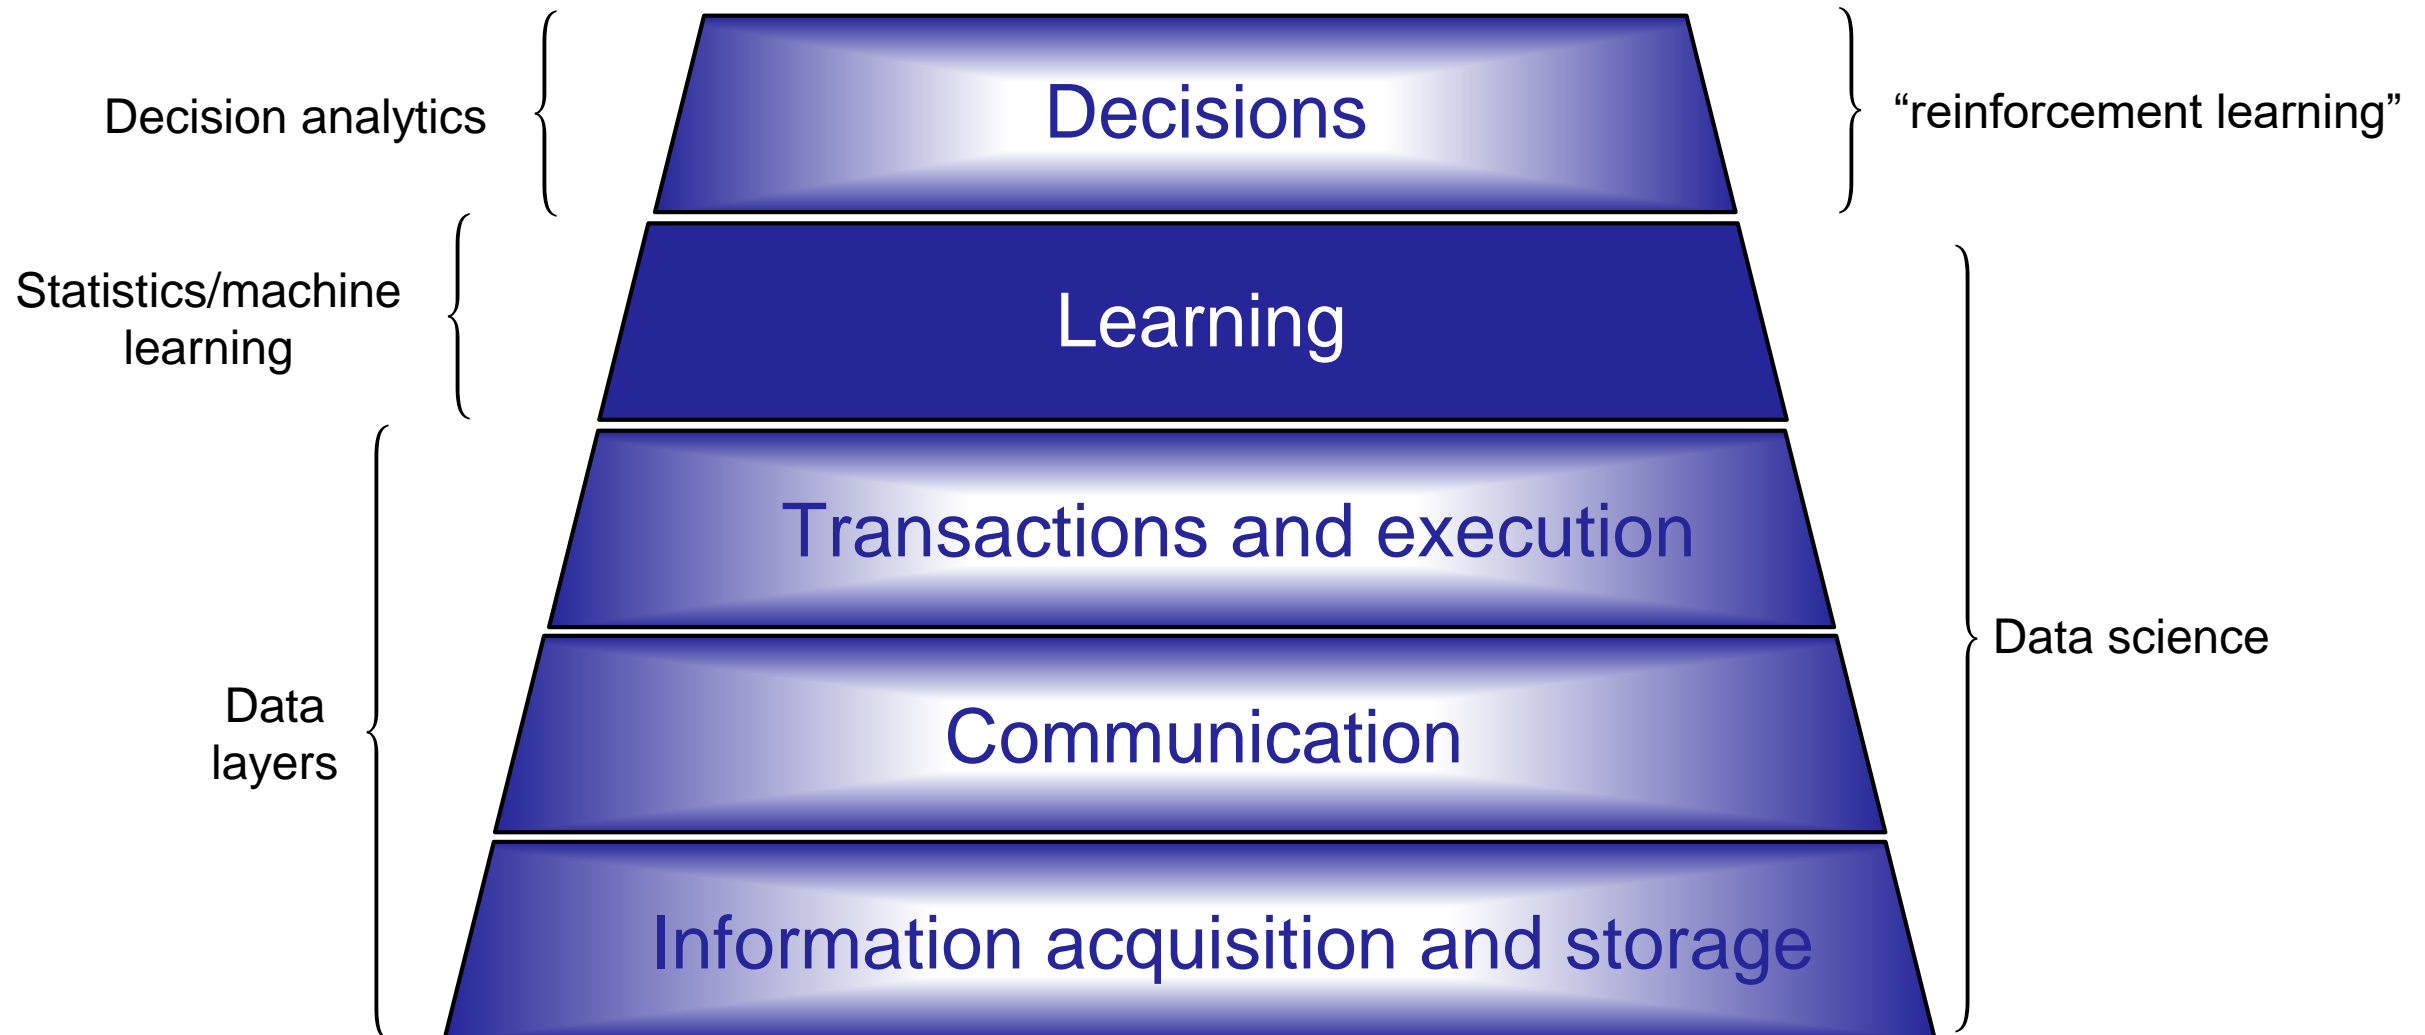 Decision analytics
Decisions
“reinforcement learning”
Statistics/machine
learning
Learning
Transactions and execution
Data
layers
Communication
Data science
Information acquisition and storage